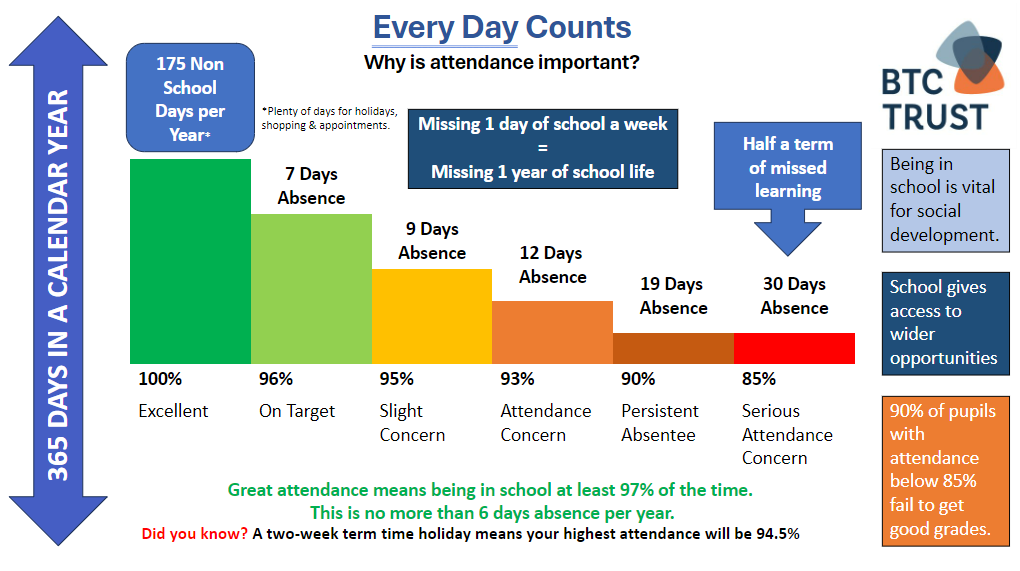 Every Day Counts
Why is attendance important?
365 DAYS IN A CALENDAR YEAR
175 Non
School
Days per
Year*
*Plenty of days for holidays,
shopping & appointments.
Missing 1 day of school a week
=
Missing 1 year of school life
Half a term
of missed
learning
BTC
TRUST
7 Days
Absence
9 Days
Absence
12 Days
Absence
19 Days
Absence
30 Days
Absence
100%
Excellent
96%
On Target
95%
Slight
Concern
93%
Attendance
Concern
90%
Persistent
Absentee
85%
Serious
Attendance
Concern
Being in
school is vital
for social
development.
School gives
access to
wider
opportunities
90% of pupils
with
attendance
below 85%
fail to get
good grades.
Great attendance means being in school at least 97% of the time.
This is no more than 6 days absence per year.
Did you know? A two-week term time holiday means your highest attendance will be 94.5%